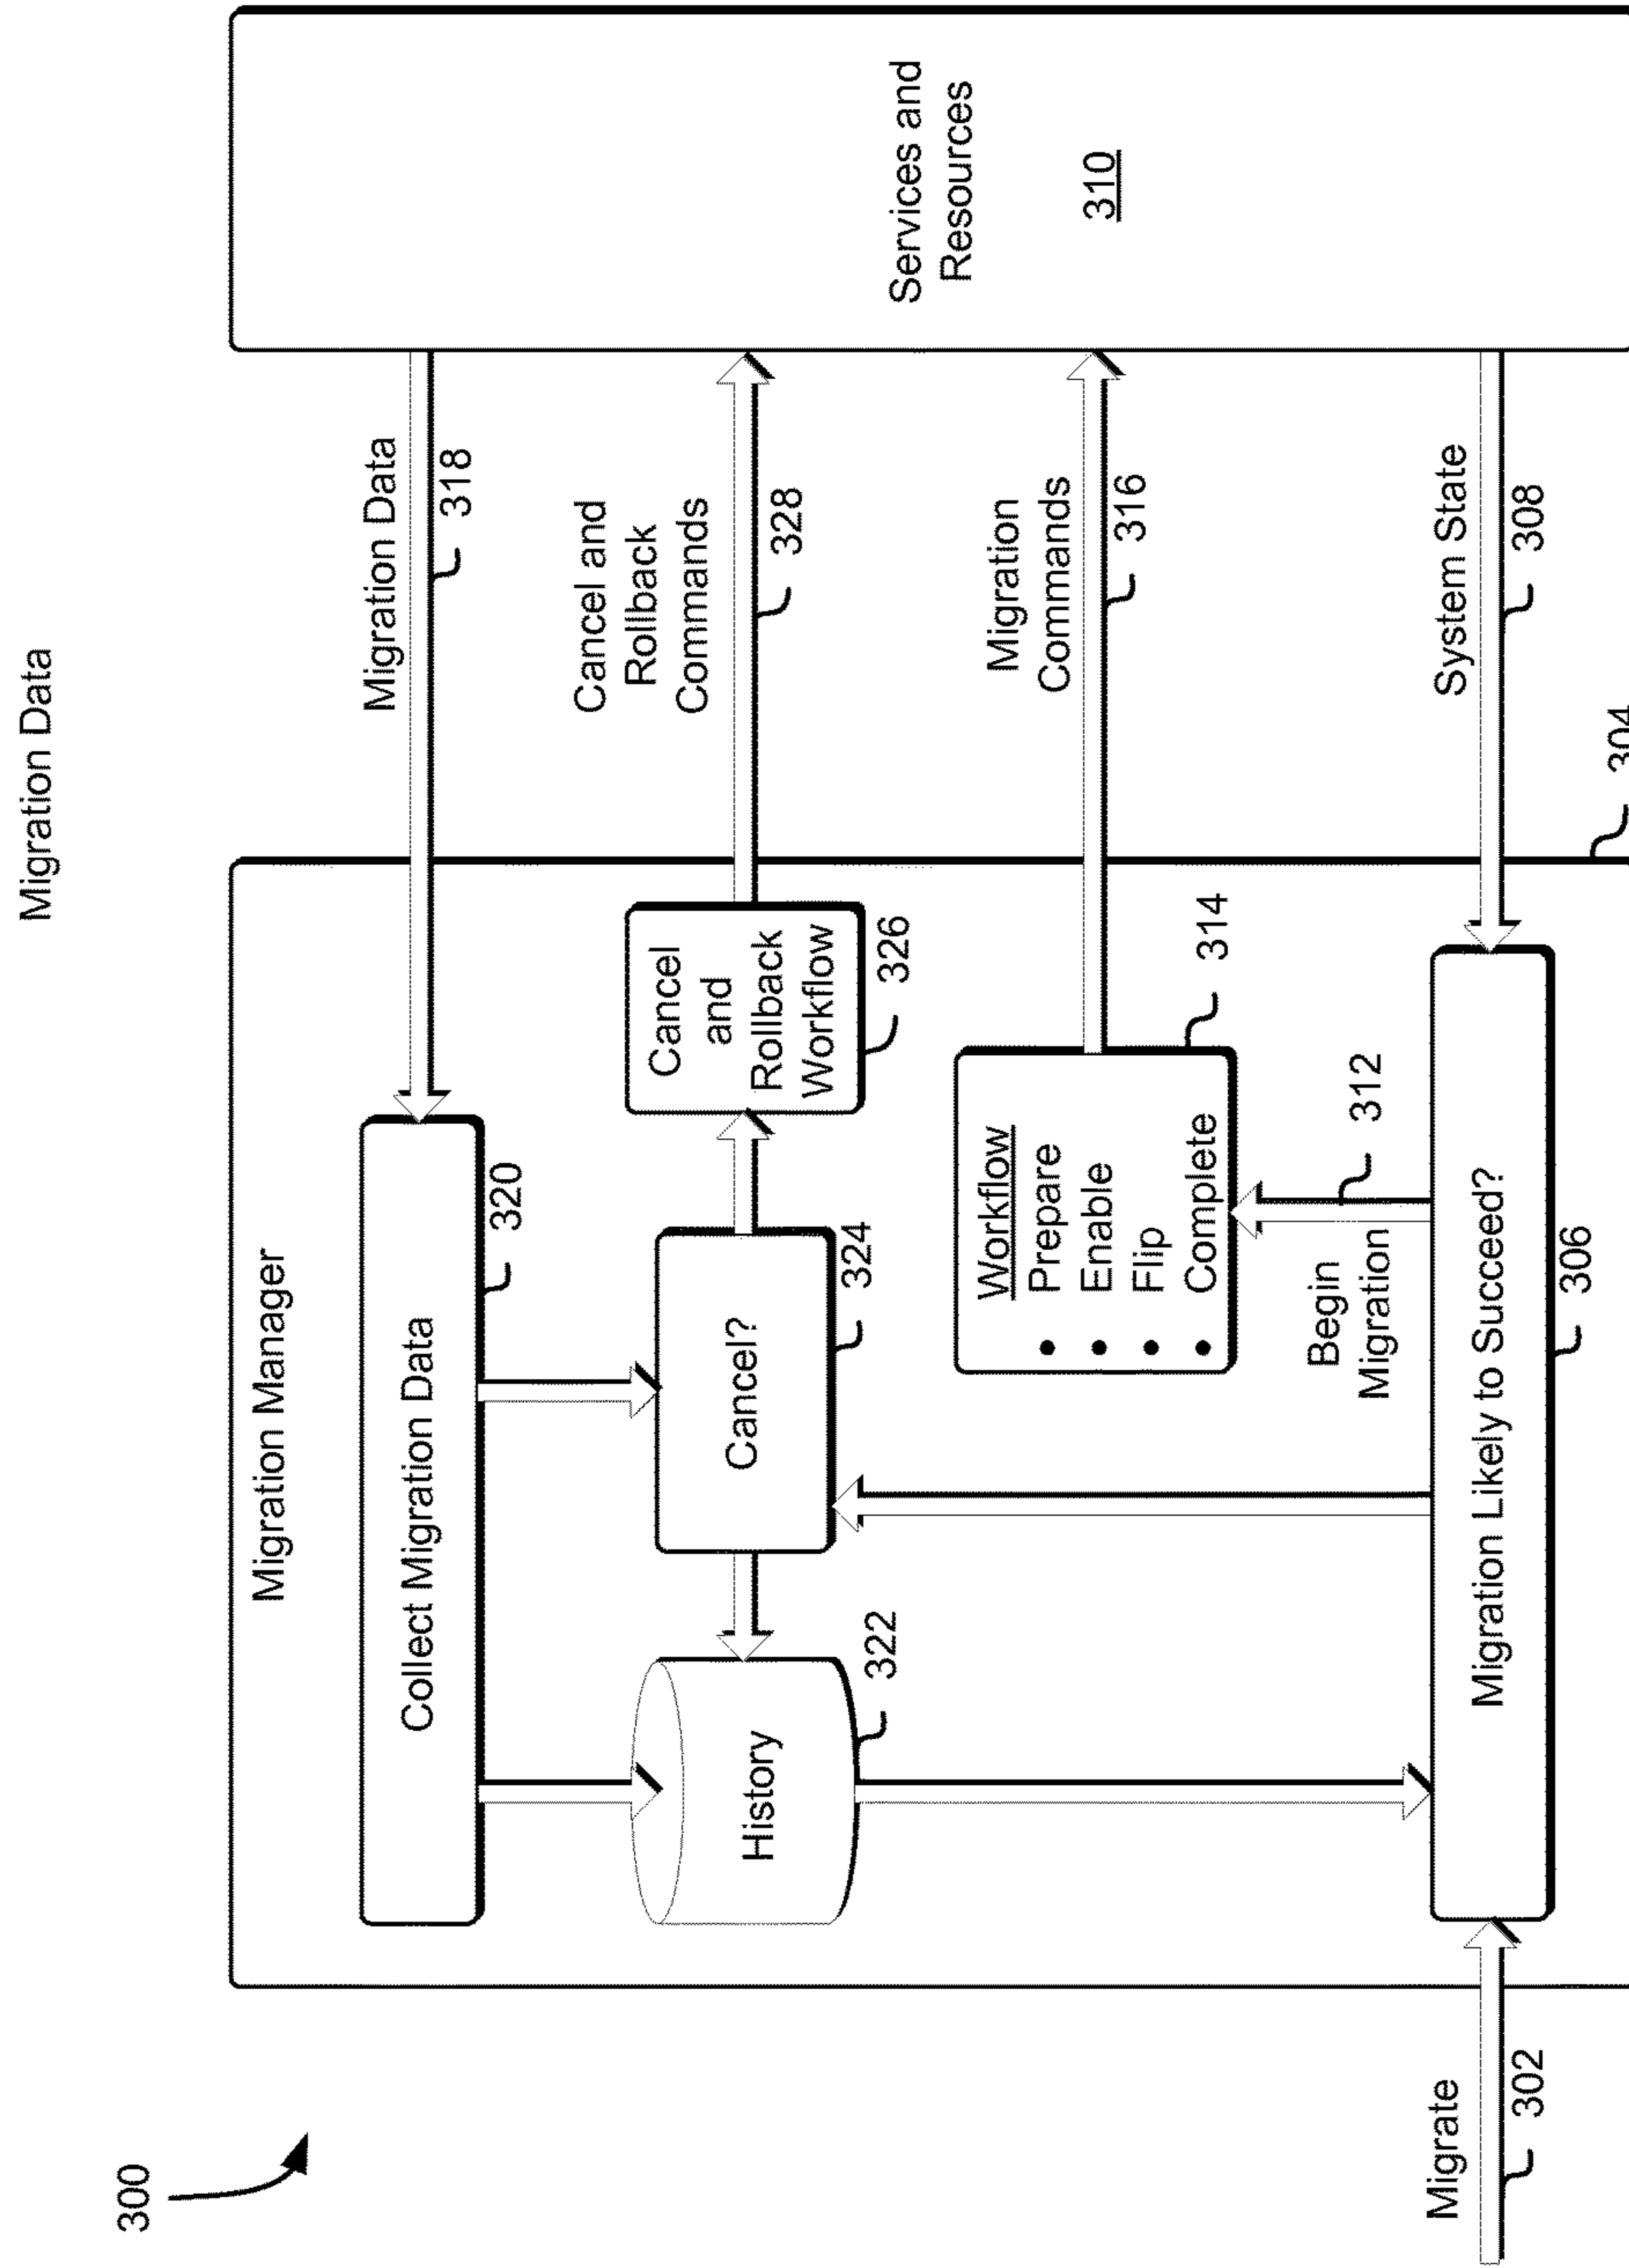 Migration Data
300
Migration Manager
Services and
Resources
310
Collect Migration Data
320
Migration Data
318
History
322
Cancel?
324
Cancel
and
Rollback
Workflow
326
Cancel and
Rollback
Commands
328
Workflow
• Prepare
• Enable
• Flip
• Complete
314
Migration
Commands
316
Begin
Migration
312
Migrate
302
Migration Likely to Succeed?
306
System State
308
304